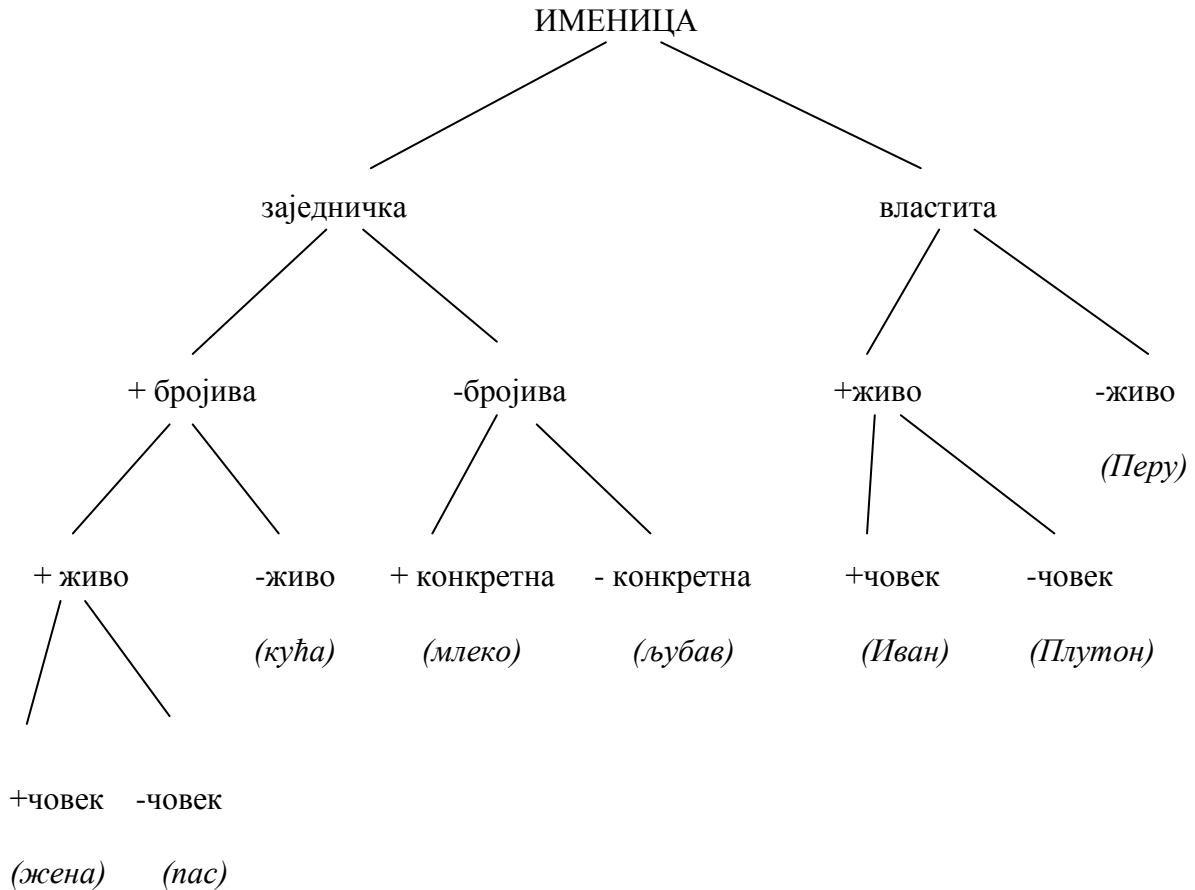 ИМЕНИЦА
заједничка властита
+ бројива -бројива +живо -живо
(Перу)
+ живо -живо + конкретна - конкретна +човек -човек
(кућа) (млеко) (љубав) (Иван) (Плутон)
+човек -човек
(жена) (пас)